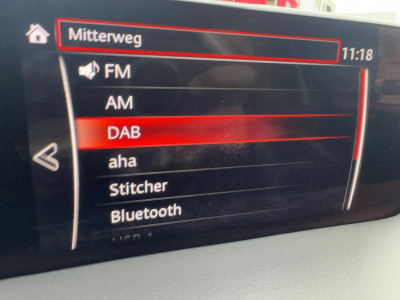 Mitterweg
11:18
FM
AM
DAB
aha
Stitcher
Bluetooth